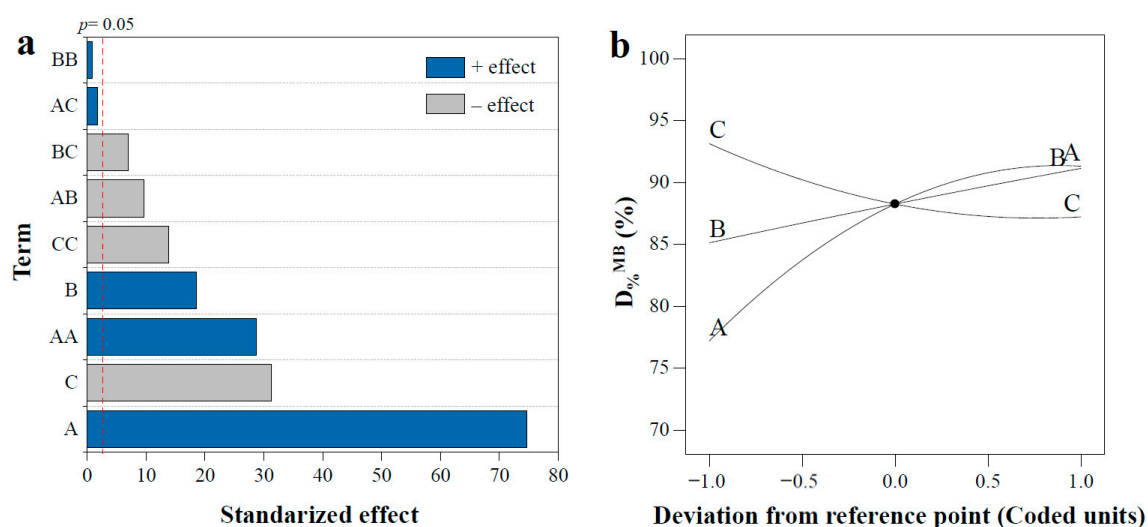 a
p= 0.05
+ effect
– effect
Term
BB
AC
BC
AB
CC
B
AA
C
A
0 10 20 30 40 50 60 70 80
Standarized effect
b
D%MB (%)
100
95
90
85
80
75
70
C
B
A
B A
C
−1.0 −0.5 0.0 0.5 1.0
Deviation from reference point (Coded units)